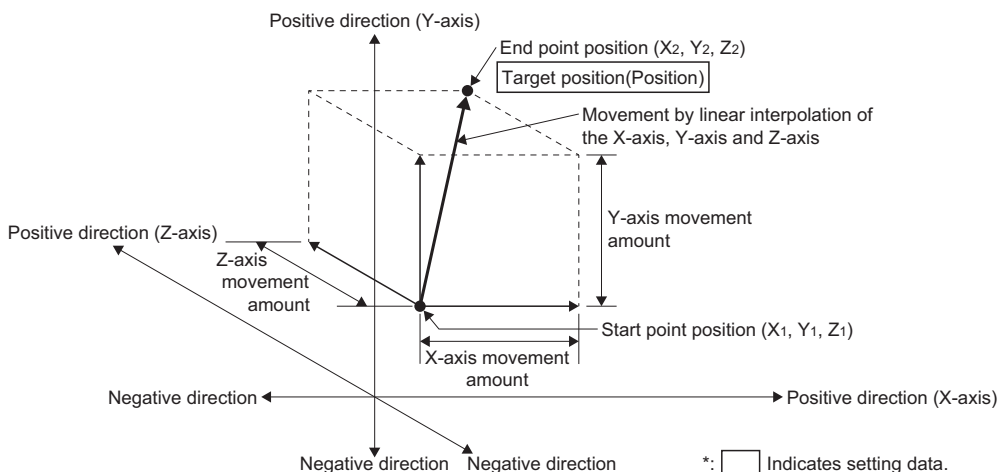 Positive direction (Y-axis)
End point position (X2, Y2, Z2)
Target position(Position)
Movement by linear interpolation of
the X-axis, Y-axis and Z-axis
Y-axis movement
amount
Positive direction (Z-axis)
Z-axis
movement
amount
Start point position (X1, Y1, Z1)
X-axis movement
amount
Negative direction
Positive direction (X-axis)
Negative direction
Negative direction
*: Indicates setting data.